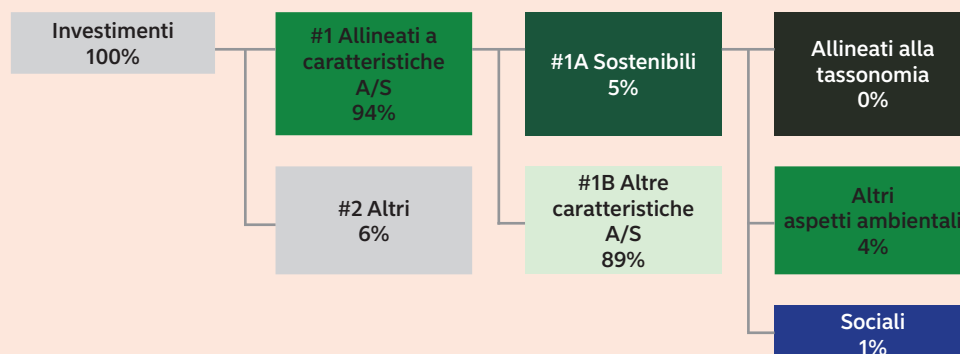 Investimenti
100%
#1 Allineati a
caratteristiche
A/S
94%
#1A Sostenibili
5%
Allineati alla
tassonomia
0%
#2 Altri
6%
#1B Altre
caratteristiche
A/S
89%
Altri
aspetti ambientali
4%
Sociali
1%